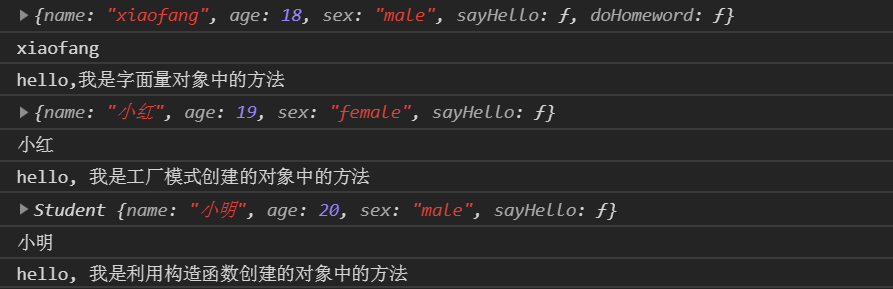 ▶{name: "xiaofang", age: 18, sex: "male", sayHello: ƒ, doHomeword: ƒ}
xiaofang
hello,我是字面量对象中的方法
▶{name: "小红", age: 19, sex: "female", sayHello: ƒ}
小红
hello, 我是工厂模式创建的对象中的方法
▶Student {name: "小明", age: 20, sex: "male", sayHello: ƒ}
小明
hello, 我是利用构造函数创建的对象中的方法